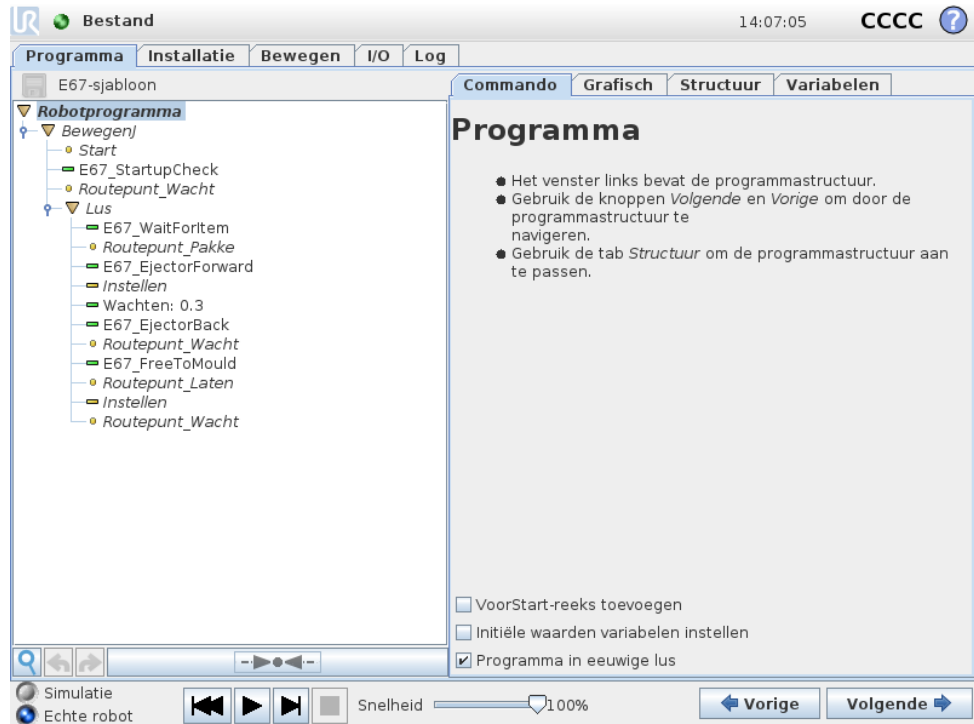 UR Bestand 14:07:05 CCCC ?
Programma Installatie Bewegen I/O Log
E67-sjabloon
Robotprogramma
BewegenJ
Start
E67_StartupCheck
Routepunt_Wacht
Lus
E67_WaitForItem
Routepunt_Pakke
E67_EjectorForward
Instellen
Wachten: 0.3
E67_EjectorBack
Routepunt_Wacht
E67_FreeToMould
Routepunt_Laten
Instellen
Routepunt_Wacht
Commando Grafisch Structuur Variabelen
Programma
Het venster links bevat de programmastructuur.
Gebruik de knoppen Volgende en Vorige om door de
programmastructuur te
navigeren.
Gebruik de tab Structuur om de programmastructuur aan
te passen.
VoorStart-reeks toevoegen
Initiële waarden variabelen instellen
Programma in eeuwige lus
Simulatie
Echte robot
Snelheid 100%
Vorige Volgende